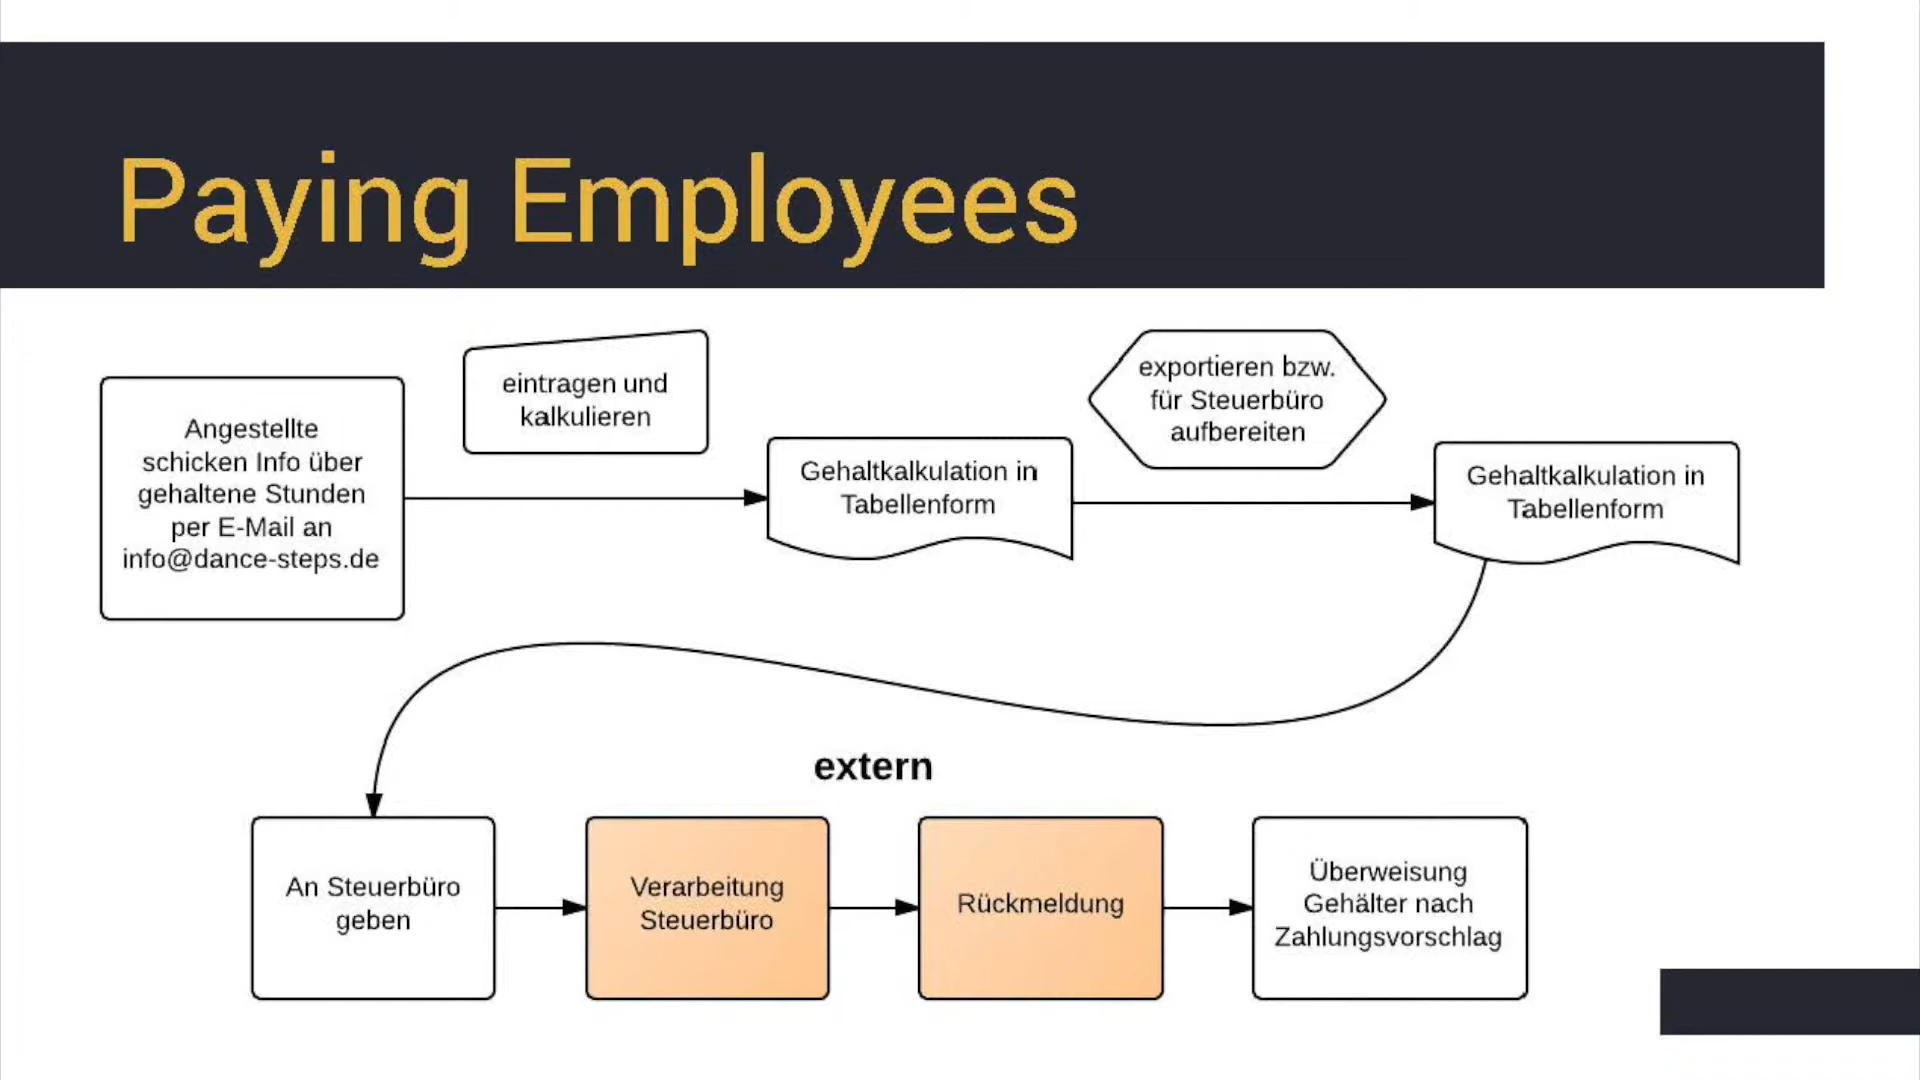 Paying Employees
Angestellte
schicken Info über
gehaltene Stunden
per E-Mail an
info@dance-steps.de
eintragen und
kalkulieren
Gehaltkalkulation in
Tabellenform
exportieren bzw.
für Steuerbüro
aufbereiten
Gehaltkalkulation in
Tabellenform
extern
An Steuerbüro
geben
Verarbeitung
Steuerbüro
Rückmeldung
Überweisung
Gehälter nach
Zahlungsvorschlag